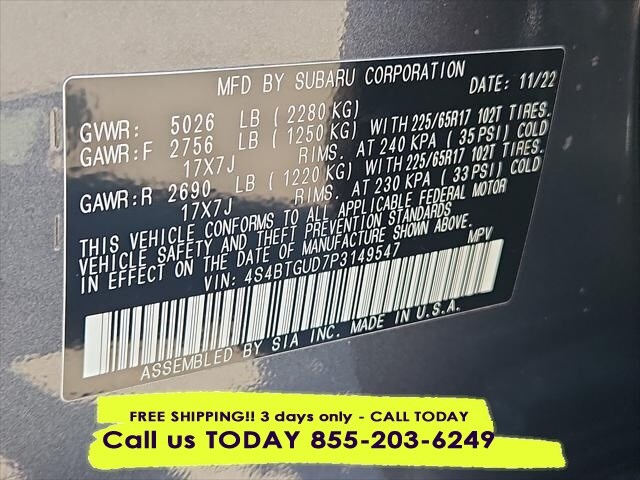 MFD BY SUBARU CORPORATION DATE: 11/22
GVWR: 5026 LB (2280 KG)
GAWR:F 2756 LB (1250 KG) WITH 225/65R17 102T TIRES.
17X7J RIMS. AT 240 KPA (35 PSI) COLD
GAWR:R 2690 LB (1220 KG) WITH 225/65R17 102T TIRES.
17X7J RIMS. AT 230 KPA (33 PSI) COLD
THIS VEHICLE CONFORMS TO ALL APPLICABLE FEDERAL MOTOR
VEHICLE SAFETY AND THEFT PREVENTION STANDARDS
IN EFFECT ON THE DATE OF MANUFACTURE SHOWN ABOVE.
VIN: 4S4BTGUD7P3149547 MPV
ASSEMBLED BY SIA INC. MADE IN U.S.A.
FREE SHIPPING!! 3 days only - CALL TODAY
Call us TODAY 855-203-6249